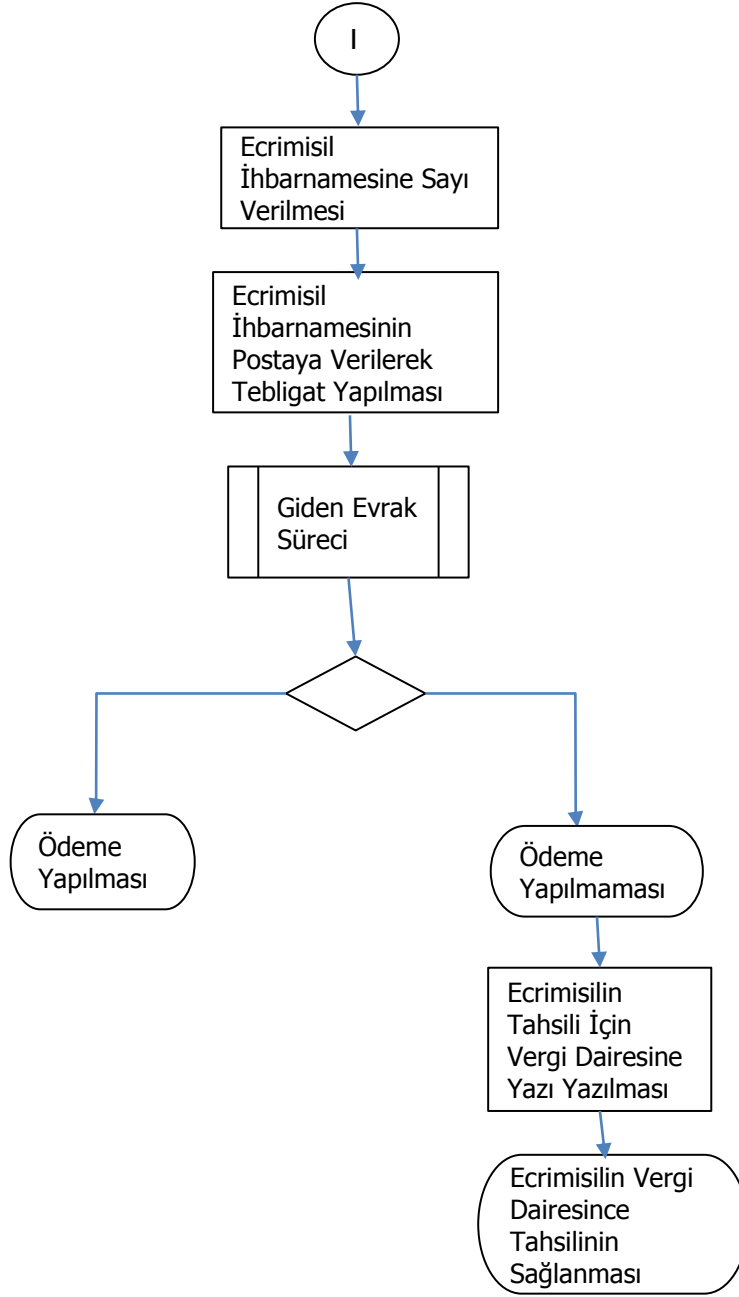 I
Ecrimisil
İhbarnamesine Sayı
Verilmesi
Ecrimisil
İhbarnamesinin
Postaya Verilerek
Tebligat Yapılması
Giden Evrak
Süreci
Ödeme
Yapılması
Ödeme
Yapılmaması
Ecrimisilin
Tahsili İçin
Vergi Dairesine
Yazı Yazılması
Ecrimisilin Vergi
Dairesince
Tahsilinin
Sağlanması